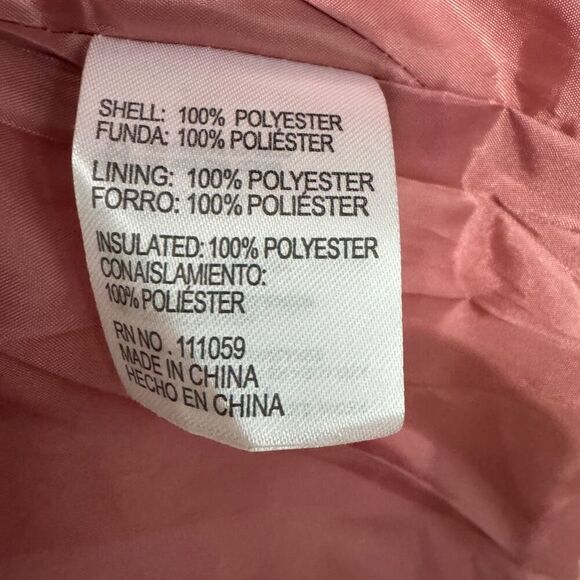 SHELL: 100% POLYESTER
FUNDA: 100% POLIÉSTER
LINING: 100% POLYESTER
FORRO: 100% POLIÉSTER
INSULATED: 100% POLYESTER
CONAISLAMIENTO:
100% POLIÉSTER
RN NO. 111059
MADE IN CHINA
HECHO EN CHINA